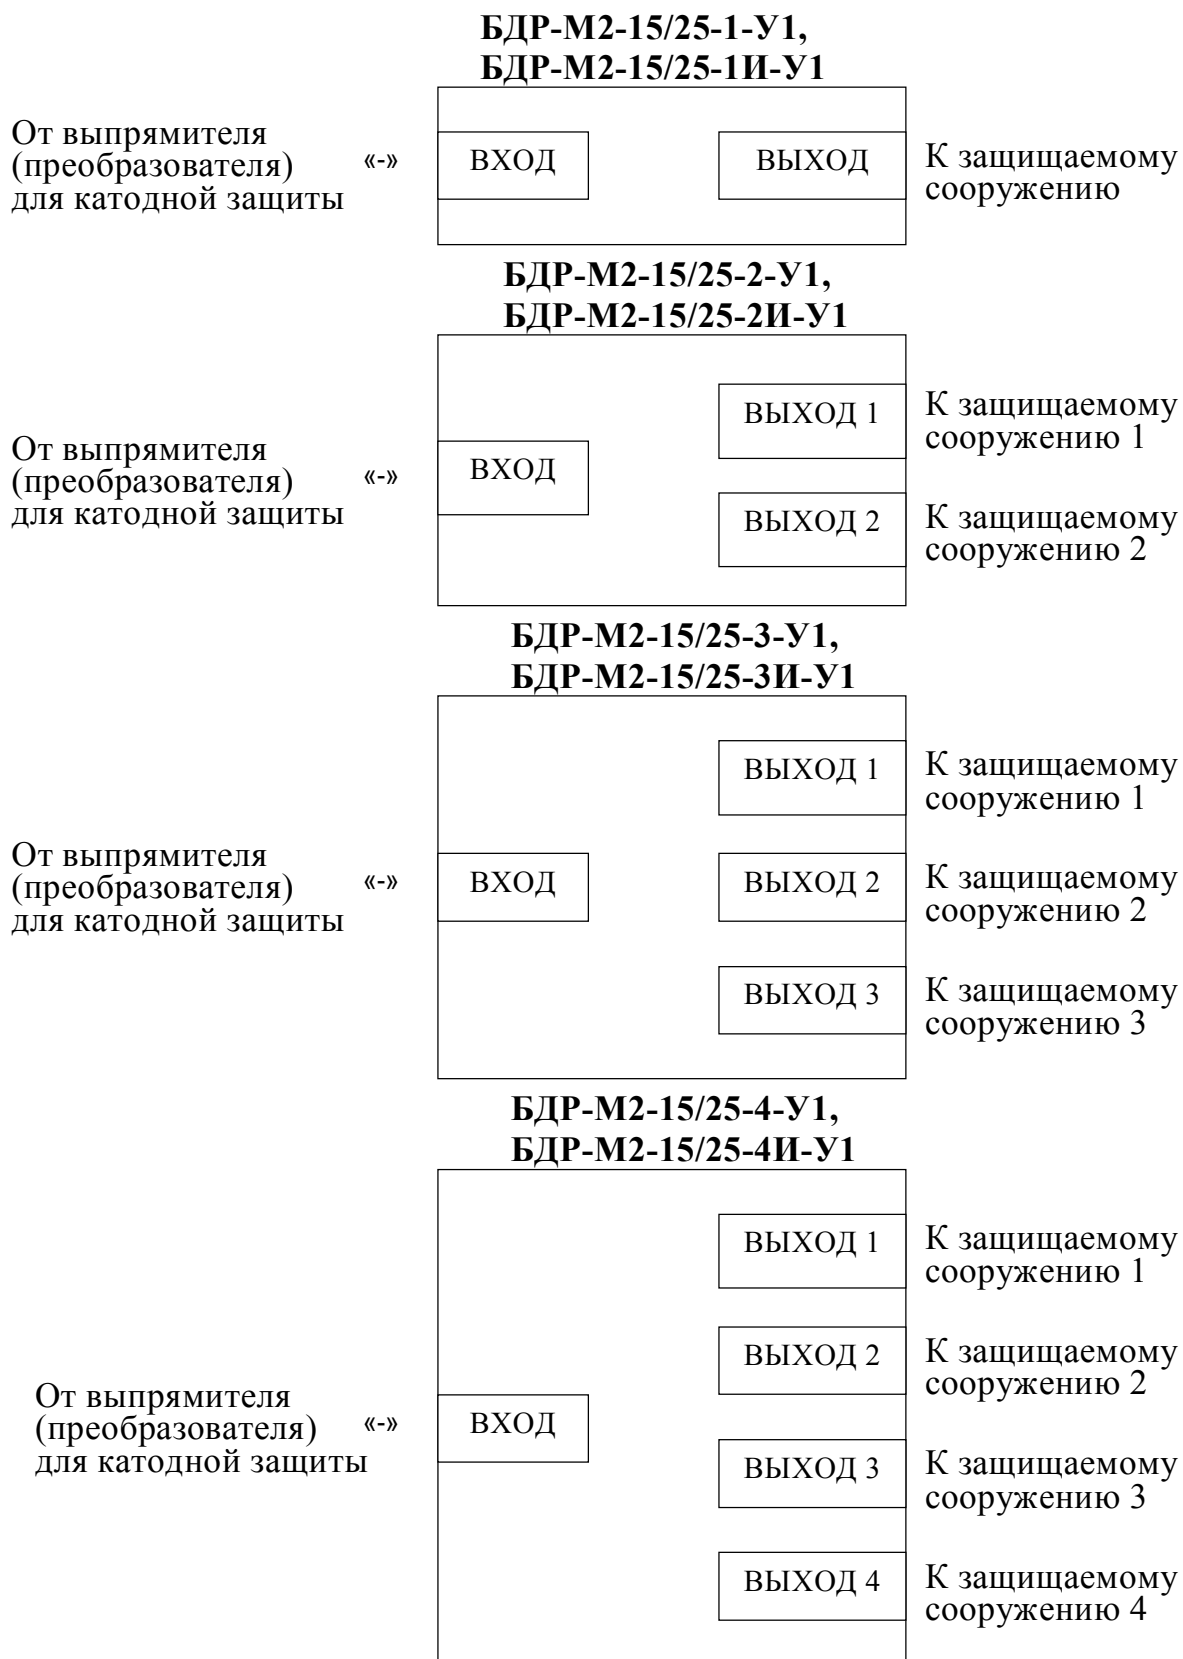 БДР-М2-15/25-1-У1,
БДР-М2-15/25-1И-У1
От выпрямителя
(преобразователя)
для катодной защиты
«-»
ВХОД
ВЫХОД
К защищаемому
сооружению
БДР-М2-15/25-2-У1,
БДР-М2-15/25-2И-У1
От выпрямителя
(преобразователя)
для катодной защиты
«-»
ВХОД
ВЫХОД 1
К защищаемому
сооружению 1
ВЫХОД 2
К защищаемому
сооружению 2
БДР-М2-15/25-3-У1,
БДР-М2-15/25-3И-У1
От выпрямителя
(преобразователя)
для катодной защиты
«-»
ВХОД
ВЫХОД 1
К защищаемому
сооружению 1
ВЫХОД 2
К защищаемому
сооружению 2
ВЫХОД 3
К защищаемому
сооружению 3
БДР-М2-15/25-4-У1,
БДР-М2-15/25-4И-У1
От выпрямителя
(преобразователя)
для катодной защиты
«-»
ВХОД
ВЫХОД 1
К защищаемому
сооружению 1
ВЫХОД 2
К защищаемому
сооружению 2
ВЫХОД 3
К защищаемому
сооружению 3
ВЫХОД 4
К защищаемому
сооружению 4